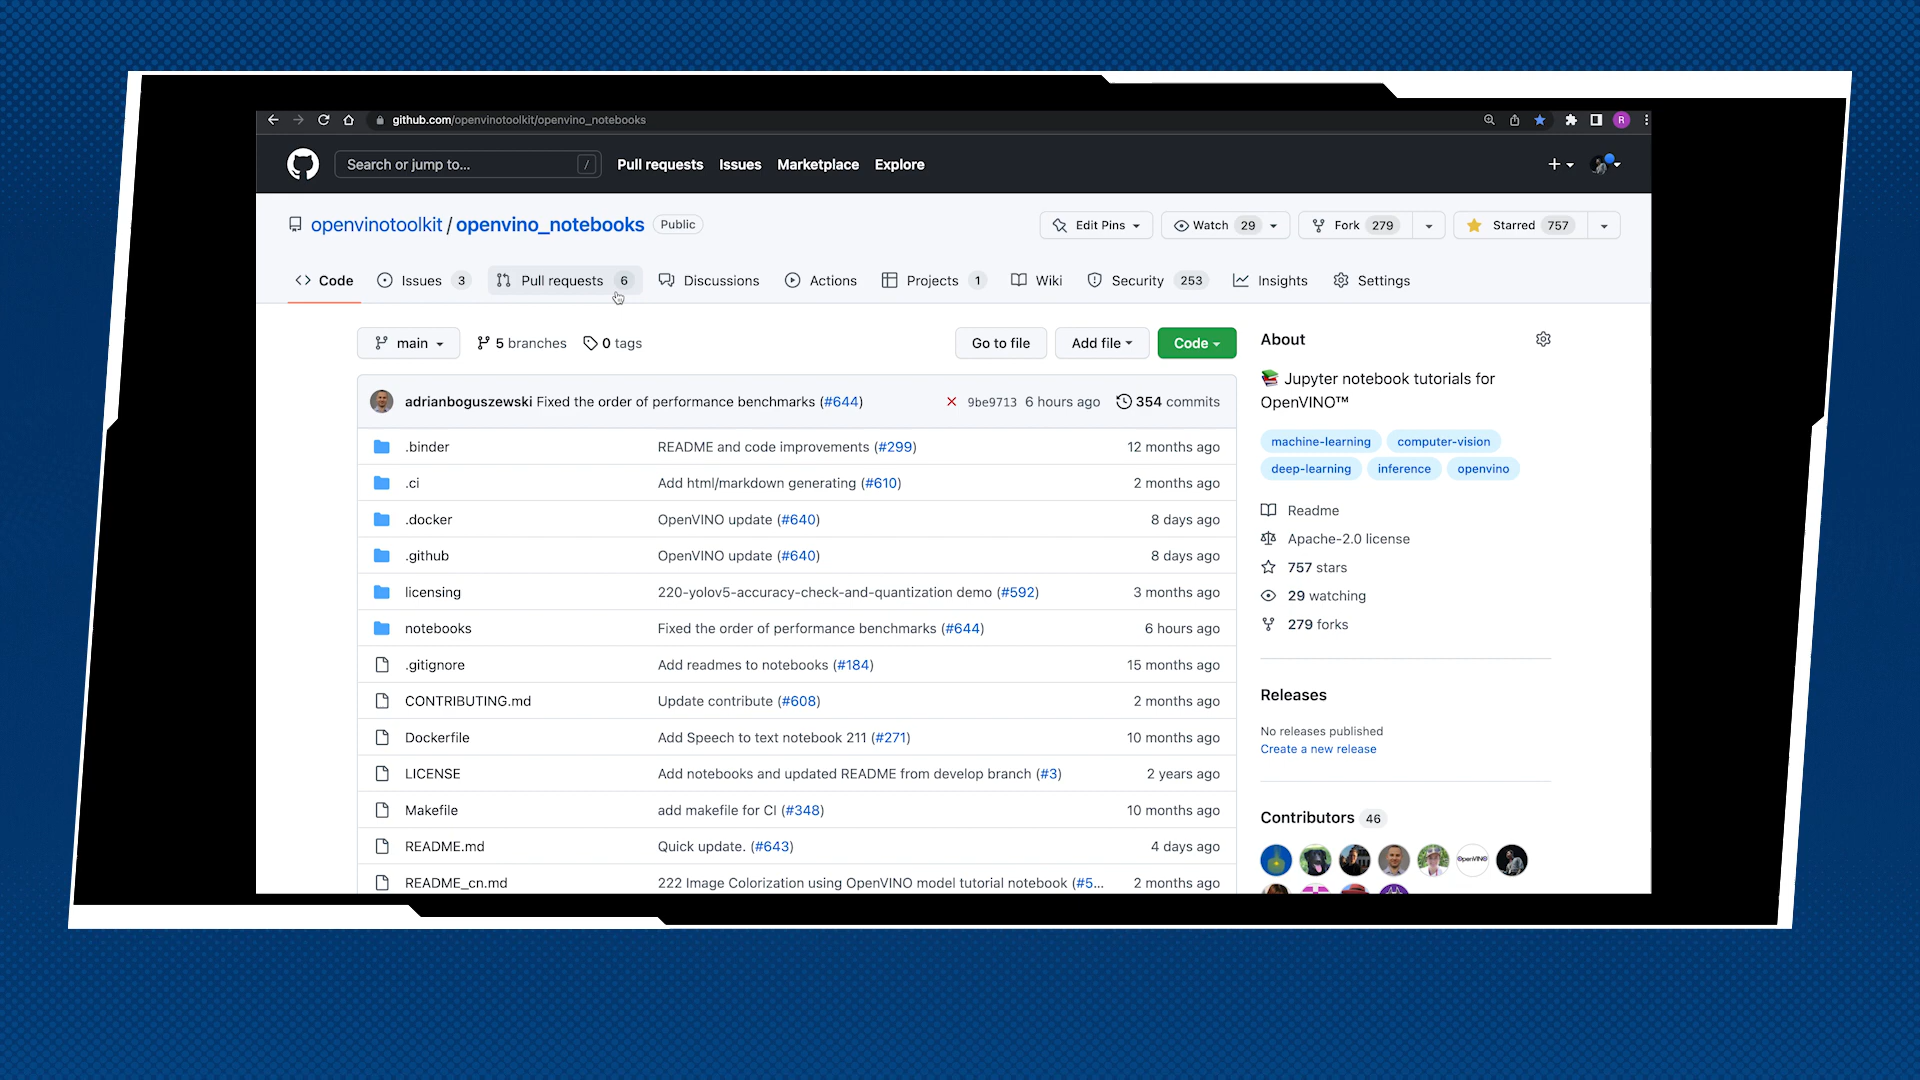 github.com/openvinotoolkit/openvino_notebooks
R
Search or jump to... /
Pull requests Issues Marketplace Explore
openvinotoolkit / openvino_notebooks Public
Edit Pins Watch 29 Fork 279 Starred 757
Code Issues 3 Pull requests 6 Discussions Actions Projects 1 Wiki Security 253 Insights Settings
main 5 branches 0 tags Go to file Add file Code
adrianboguszewski Fixed the order of performance benchmarks (#644) 9be9713 6 hours ago 354 commits
.binder README and code improvements (#299) 12 months ago
.ci Add html/markdown generating (#610) 2 months ago
.docker OpenVINO update (#640) 8 days ago
.github OpenVINO update (#640) 8 days ago
licensing 220-yolov5-accuracy-check-and-quantization demo (#592) 3 months ago
notebooks Fixed the order of performance benchmarks (#644) 6 hours ago
.gitignore Add readmes to notebooks (#184) 15 months ago
CONTRIBUTING.md Update contribute (#608) 2 months ago
Dockerfile Add Speech to text notebook 211 (#271) 10 months ago
LICENSE Add notebooks and updated README from develop branch (#3) 2 years ago
Makefile add makefile for CI (#348) 10 months ago
README.md Quick update. (#643) 4 days ago
README_cn.md 222 Image Colorization using OpenVINO model tutorial notebook (#5... 2 months ago
About
Jupyter notebook tutorials for
OpenVINO™
machine-learning computer-vision
deep-learning inference openvino
Readme
Apache-2.0 license
757 stars
29 watching
279 forks
Releases
No releases published
Create a new release
Contributors 46
OpenVINO